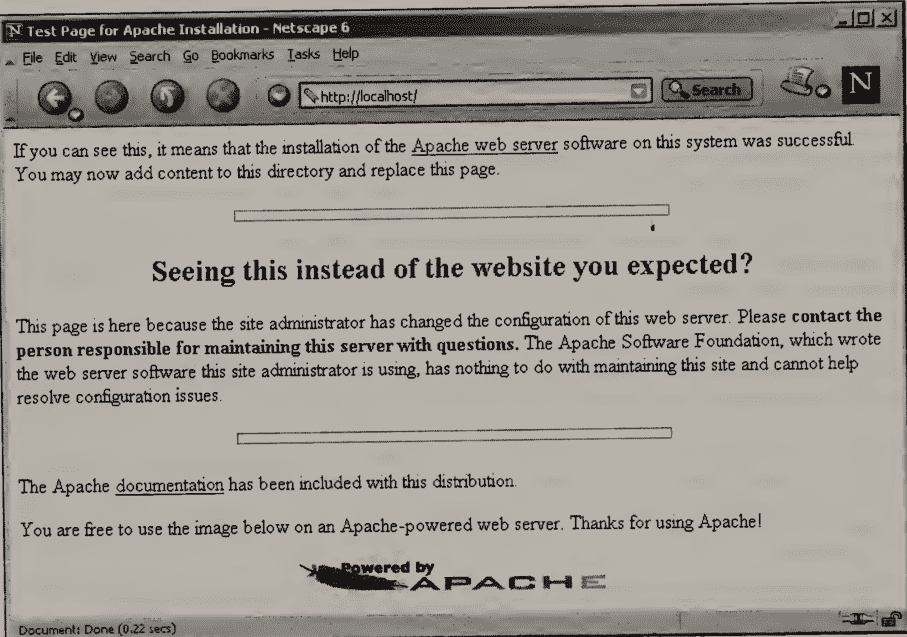 N Test Page for Apache Installation - Netscape 6
File Edit View Search Go Bookmarks Tasks Help
http://localhost/ Search N
If you can see this, it means that the installation of the Apache web server software on this system was successful.
You may now add content to this directory and replace this page.
Seeing this instead of the website you expected?
This page is here because the site administrator has changed the configuration of this web server. Please contact the
person responsible for maintaining this server with questions. The Apache Software Foundation, which wrote
the web server software this site administrator is using, has nothing to do with maintaining this site and cannot help
resolve configuration issues.
The Apache documentation has been included with this distribution.
You are free to use the image below on an Apache-powered web server. Thanks for using Apache!
Powered by
APACHE
Document: Done (0.22 secs)